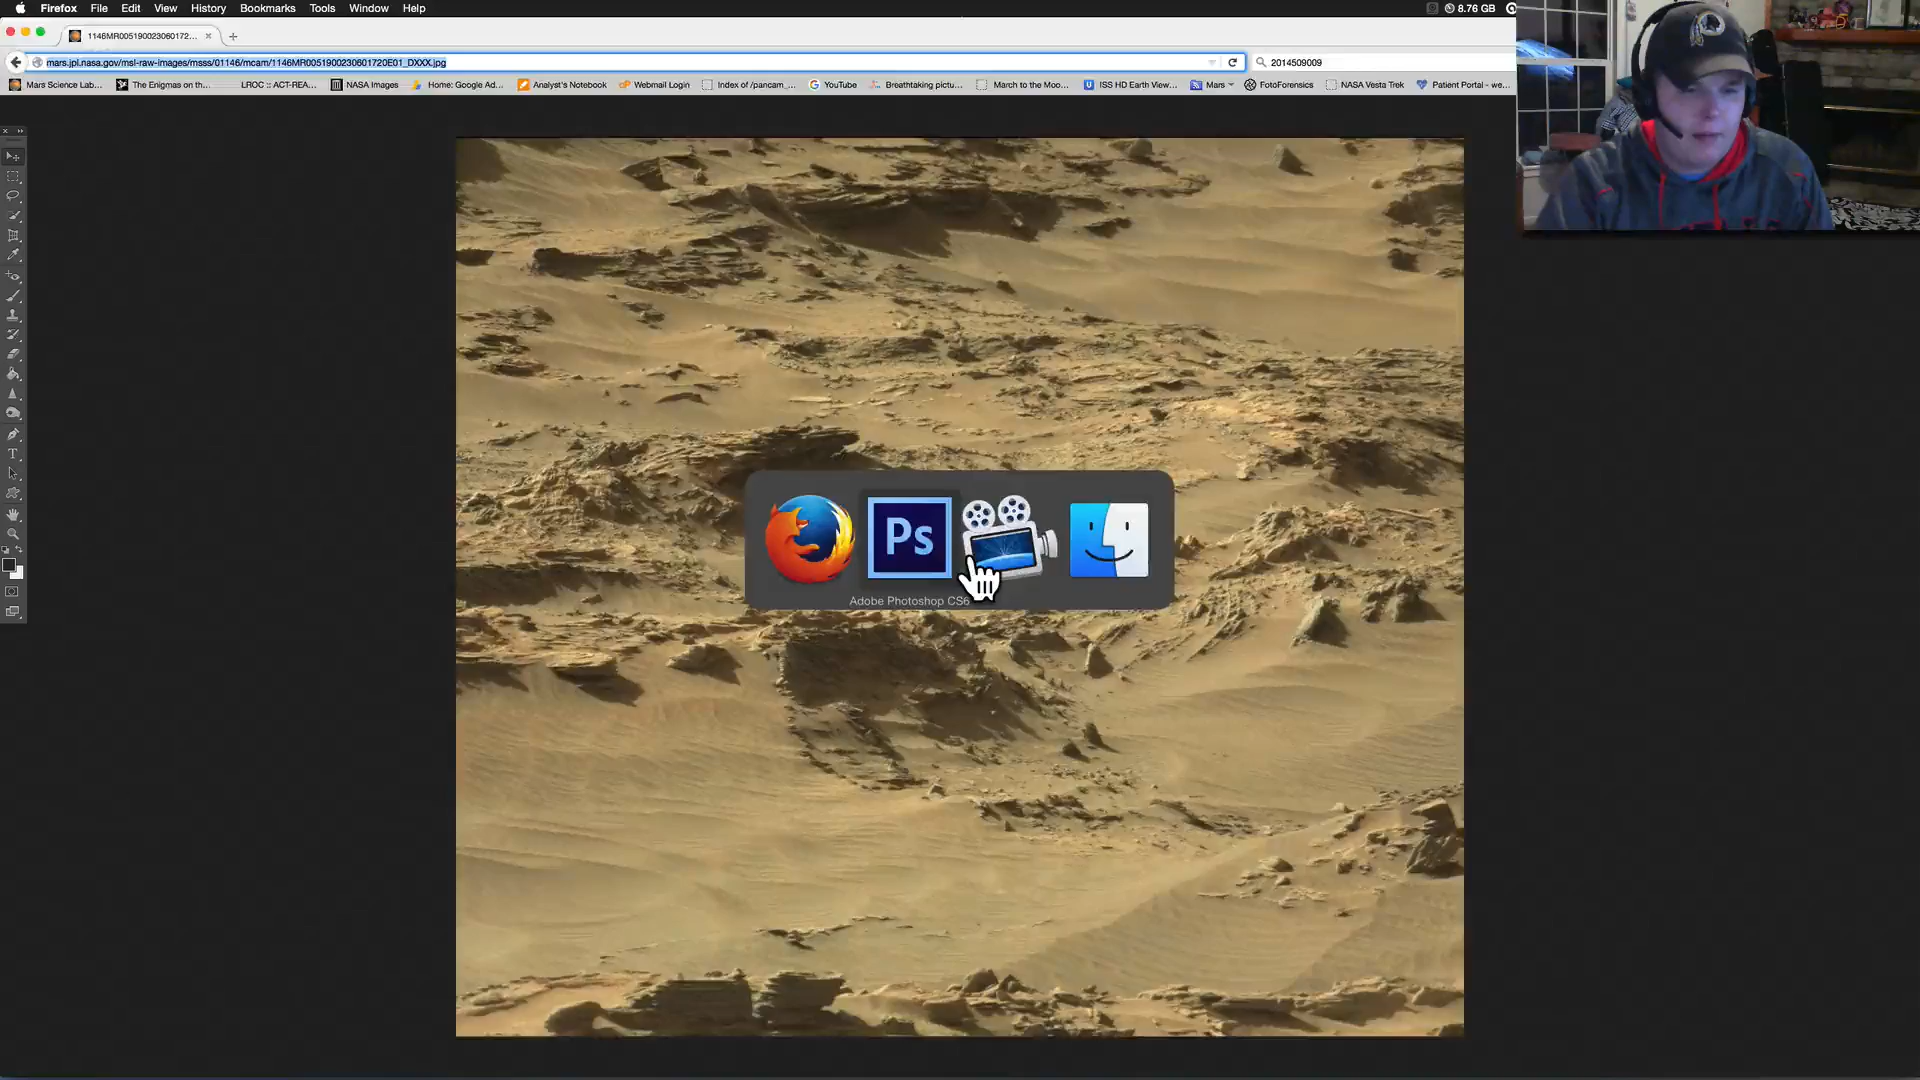 Firefox File Edit View History Bookmarks Tools Window Help 8.76 GB
1146MR005190023060172... × +
mars.jpl.nasa.gov/msl-raw-images/msss/01146/mcam/1146MR0051900230601720E01_DXXX.jpg 2014509009
Mars Science Lab... The Enigmas on th... LROC :: ACT-REA... NASA Images Home: Google Ad... Analyst's Notebook Webmail Login Index of /pancam_... YouTube Breathtaking pictu... March to the Moo... ISS HD Earth View... Mars FotoForensics NASA Vesta Trek Patient Portal - we...
T
Ps
Adobe Photoshop CS6